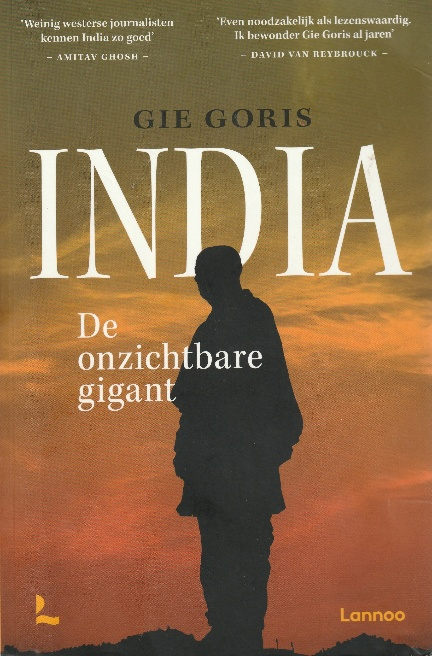 'Weinig westerse journalisten
kennen India zo goed'
– AMITAV GHOSH –
'Even noodzakelijk als lezenswaardig.
Ik bewonder Gie Goris al jaren'
– DAVID VAN REYBROUCK –
GIE GORIS
INDIA
De
onzichtbare
gigant
Lannoo